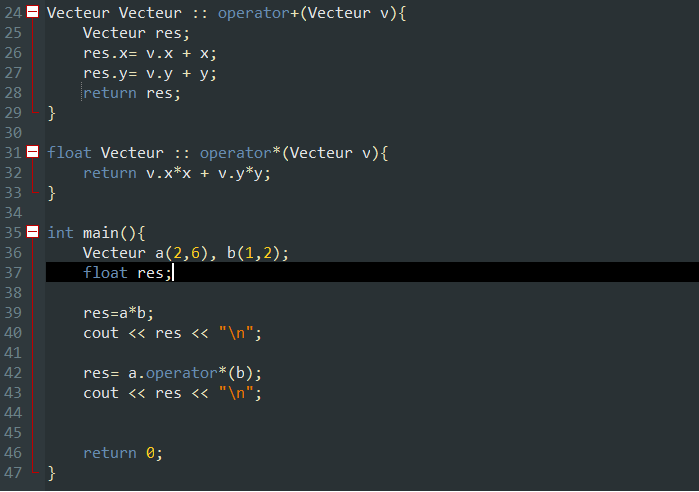 24 Vecteur Vecteur :: operator+(Vecteur v){
25     Vecteur res;
26     res.x= v.x + x;
27     res.y= v.y + y;
28     return res;
29 }
30
31 float Vecteur :: operator*(Vecteur v){
32     return v.x*x + v.y*y;
33 }
34
35 int main(){
36     Vecteur a(2,6), b(1,2);
37     float res;
38
39     res=a*b;
40     cout << res << "\n";
41
42     res= a.operator*(b);
43     cout << res << "\n";
44
45
46     return 0;
47 }